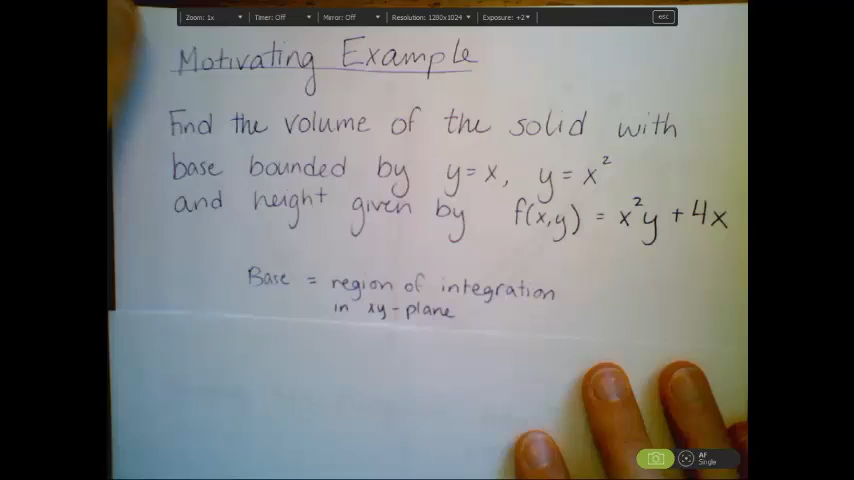 Zoom: 1x Timer: Off Mirror: Off Resolution: 1280x1024 Exposure: +2 esc
Motivating Example
Find the volume of the solid with
base bounded by y = x, y = x²
and height given by f(x,y) = x²y + 4x
Base = region of integration
in xy-plane
AF
Single